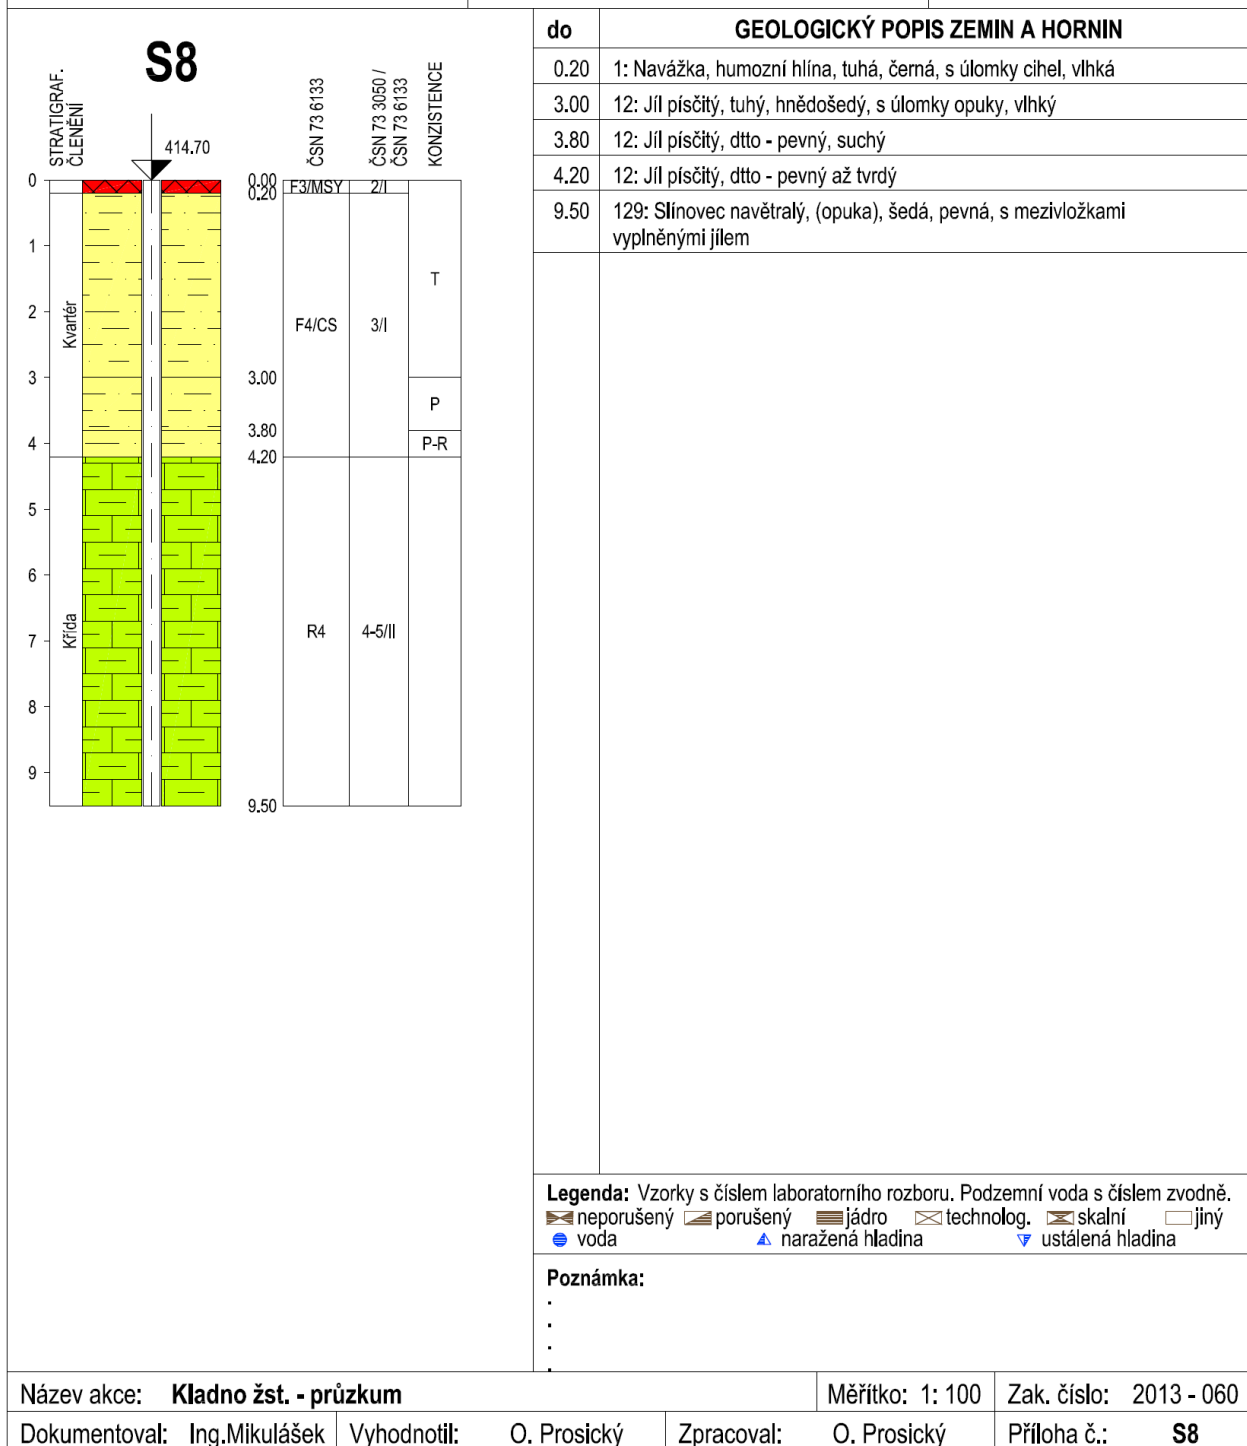 S8
STRATIGRAF.
ČLENĚNÍ
414.70
ČSN 73 6133
ČSN 73 3050 /
ČSN 73 6133
KONZISTENCE
0
1
2
3
4
5
6
7
8
9
Kvartér
Křída
0.00
0.20
3.00
3.80
4.20
9.50
F3/MSY 2/I
F4/CS 3/I
T
P
P-R
R4 4-5/II
do GEOLOGICKÝ POPIS ZEMIN A HORNIN
0.20 1: Navážka, humozní hlína, tuhá, černá, s úlomky cihel, vlhká
3.00 12: Jíl písčitý, tuhý, hnědošedý, s úlomky opuky, vlhký
3.80 12: Jíl písčitý, dtto - pevný, suchý
4.20 12: Jíl písčitý, dtto - pevný až tvrdý
9.50 129: Slínovec navětralý, (opuka), šedá, pevná, s mezivložkami
vyplněnými jílem
Legenda: Vzorky s číslem laboratorního rozboru. Podzemní voda s číslem zvodně.
neporušený porušený jádro technolog. skalní jiný
voda naražená hladina ustálená hladina
Poznámka:
.
.
.
.
Název akce: Kladno žst. - průzkum Měřítko: 1: 100 Zak. číslo: 2013 - 060
Dokumentoval: Ing.Mikulášek Vyhodnotil: O. Prosický Zpracoval: O. Prosický Příloha č.: S8